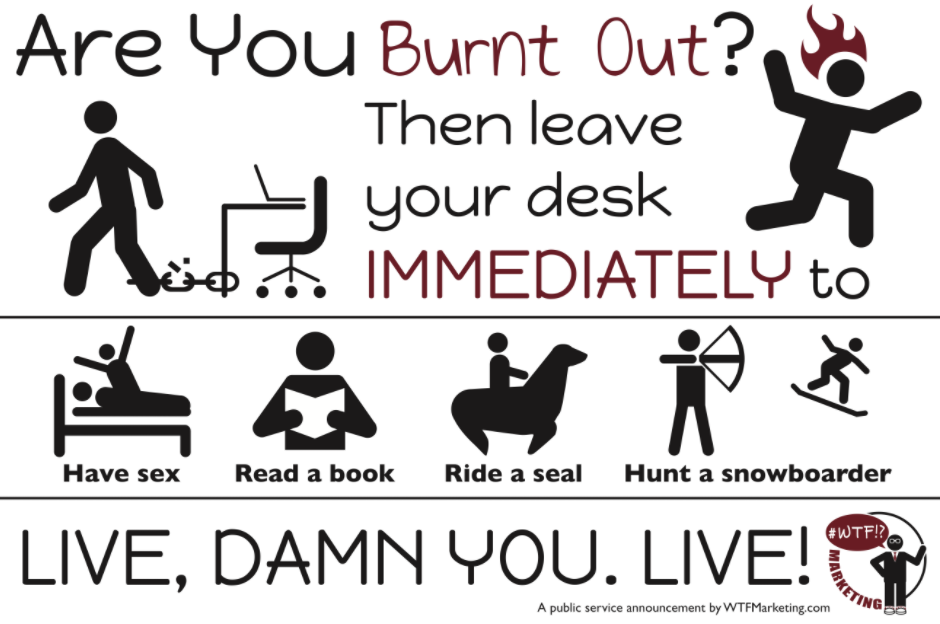 Are You Burnt Out?
Then leave
your desk
IMMEDIATELY to
Have sex
Read a book
Ride a seal
Hunt a snowboarder
LIVE, DAMN YOU. LIVE!
#WTF!?
MARKETING
A public service announcement by WTFMarketing.com